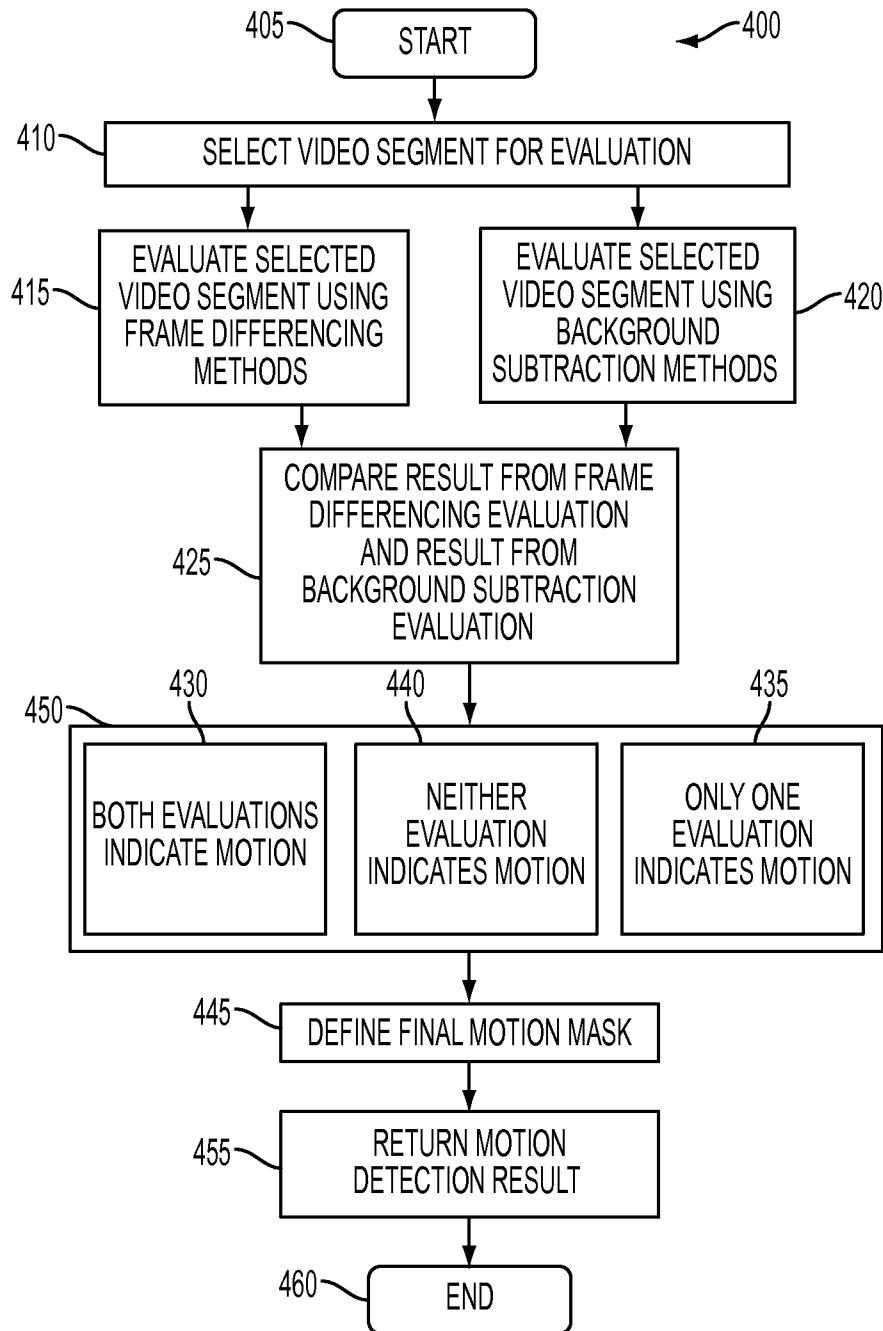 405
START
400
410
SELECT VIDEO SEGMENT FOR EVALUATION
415
EVALUATE SELECTED
VIDEO SEGMENT USING
FRAME DIFFERENCING
METHODS
EVALUATE SELECTED
VIDEO SEGMENT USING
BACKGROUND
SUBTRACTION METHODS
420
425
COMPARE RESULT FROM FRAME
DIFFERENCING EVALUATION
AND RESULT FROM
BACKGROUND SUBTRACTION
EVALUATION
450
430
440
435
BOTH EVALUATIONS
INDICATE MOTION
NEITHER
EVALUATION
INDICATES MOTION
ONLY ONE
EVALUATION
INDICATES MOTION
445
DEFINE FINAL MOTION MASK
455
RETURN MOTION
DETECTION RESULT
460
END